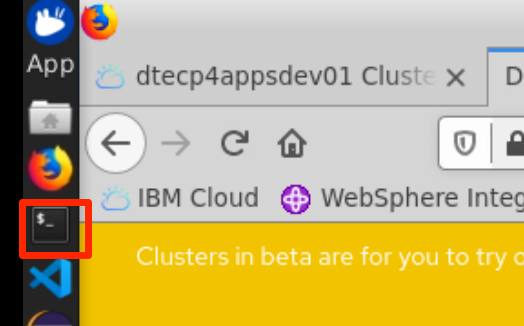 App
dtecp4appsdev01 Cluste
D
$_
IBM Cloud
WebSphere Integ
Clusters in beta are for you to try o